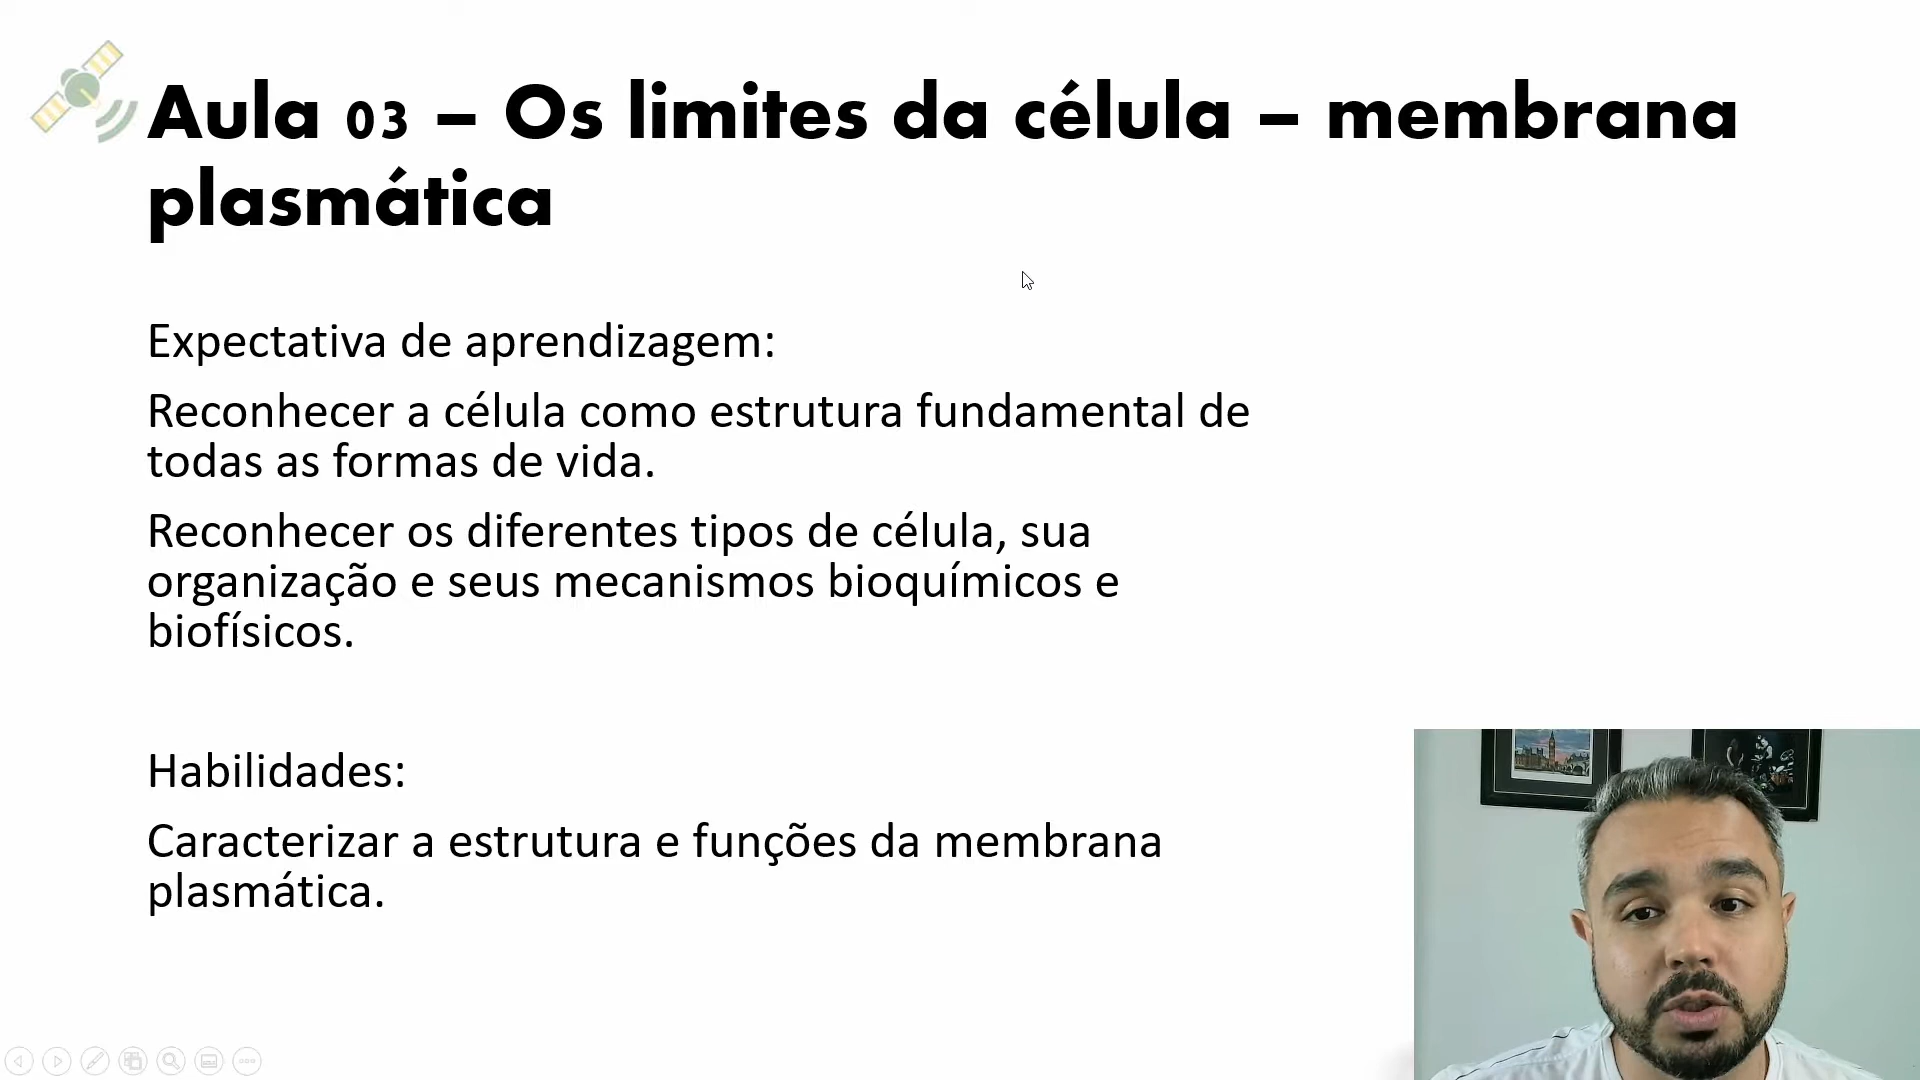 Aula 03 – Os limites da célula – membrana
plasmática
Expectativa de aprendizagem:
Reconhecer a célula como estrutura fundamental de
todas as formas de vida.
Reconhecer os diferentes tipos de célula, sua
organização e seus mecanismos bioquímicos e
biofísicos.
Habilidades:
Caracterizar a estrutura e funções da membrana
plasmática.